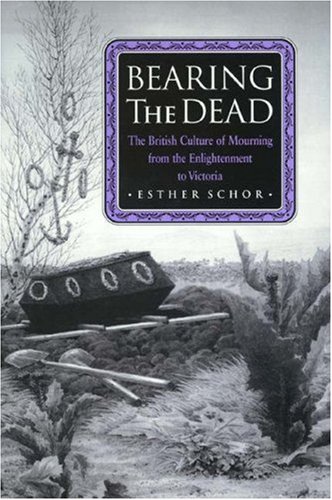 BEARING
THE DEAD
The British Culture of Mourning
from the Enlightenment
to Victoria
• ESTHER SCHOR •